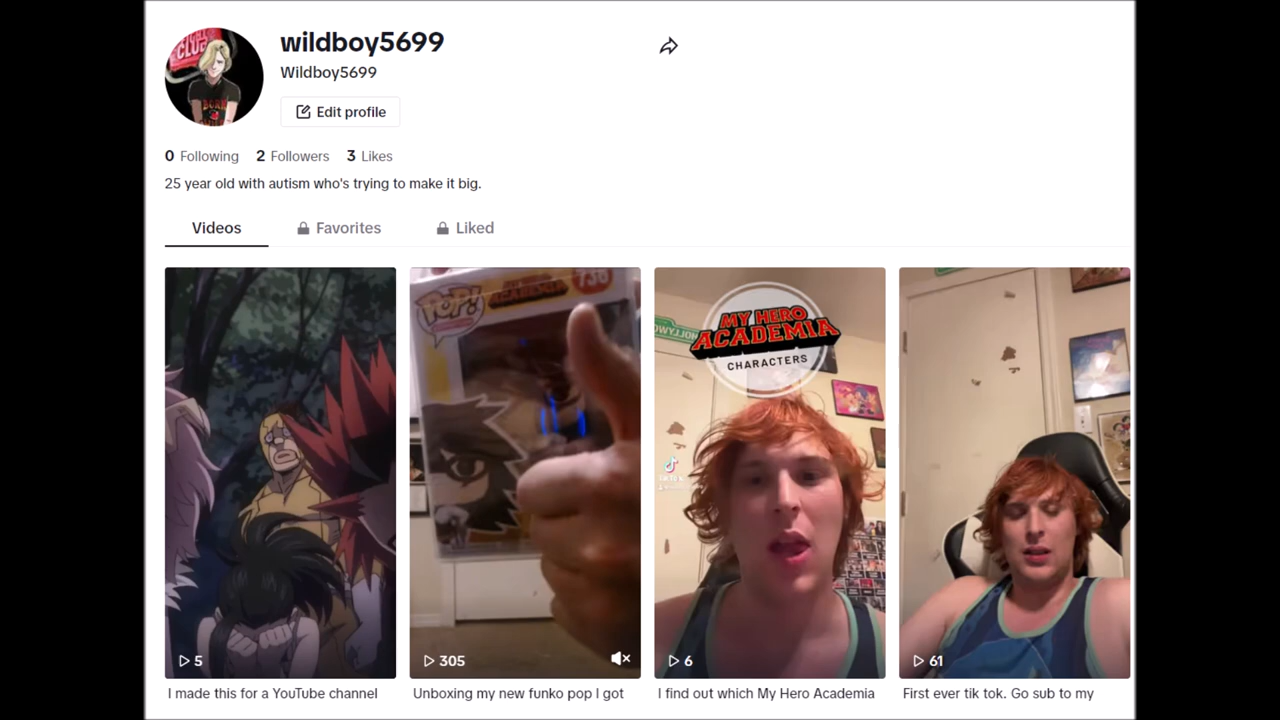 wildboy5699
Wildboy5699
Edit profile
0 Following 2 Followers 3 Likes
25 year old with autism who's trying to make it big.
Videos Favorites Liked
POP!
MY HERO
ACADEMIA
CHARACTERS
TikTok
5
305
6
61
I made this for a YouTube channel
Unboxing my new funko pop I got
I find out which My Hero Academia
First ever tik tok. Go sub to my